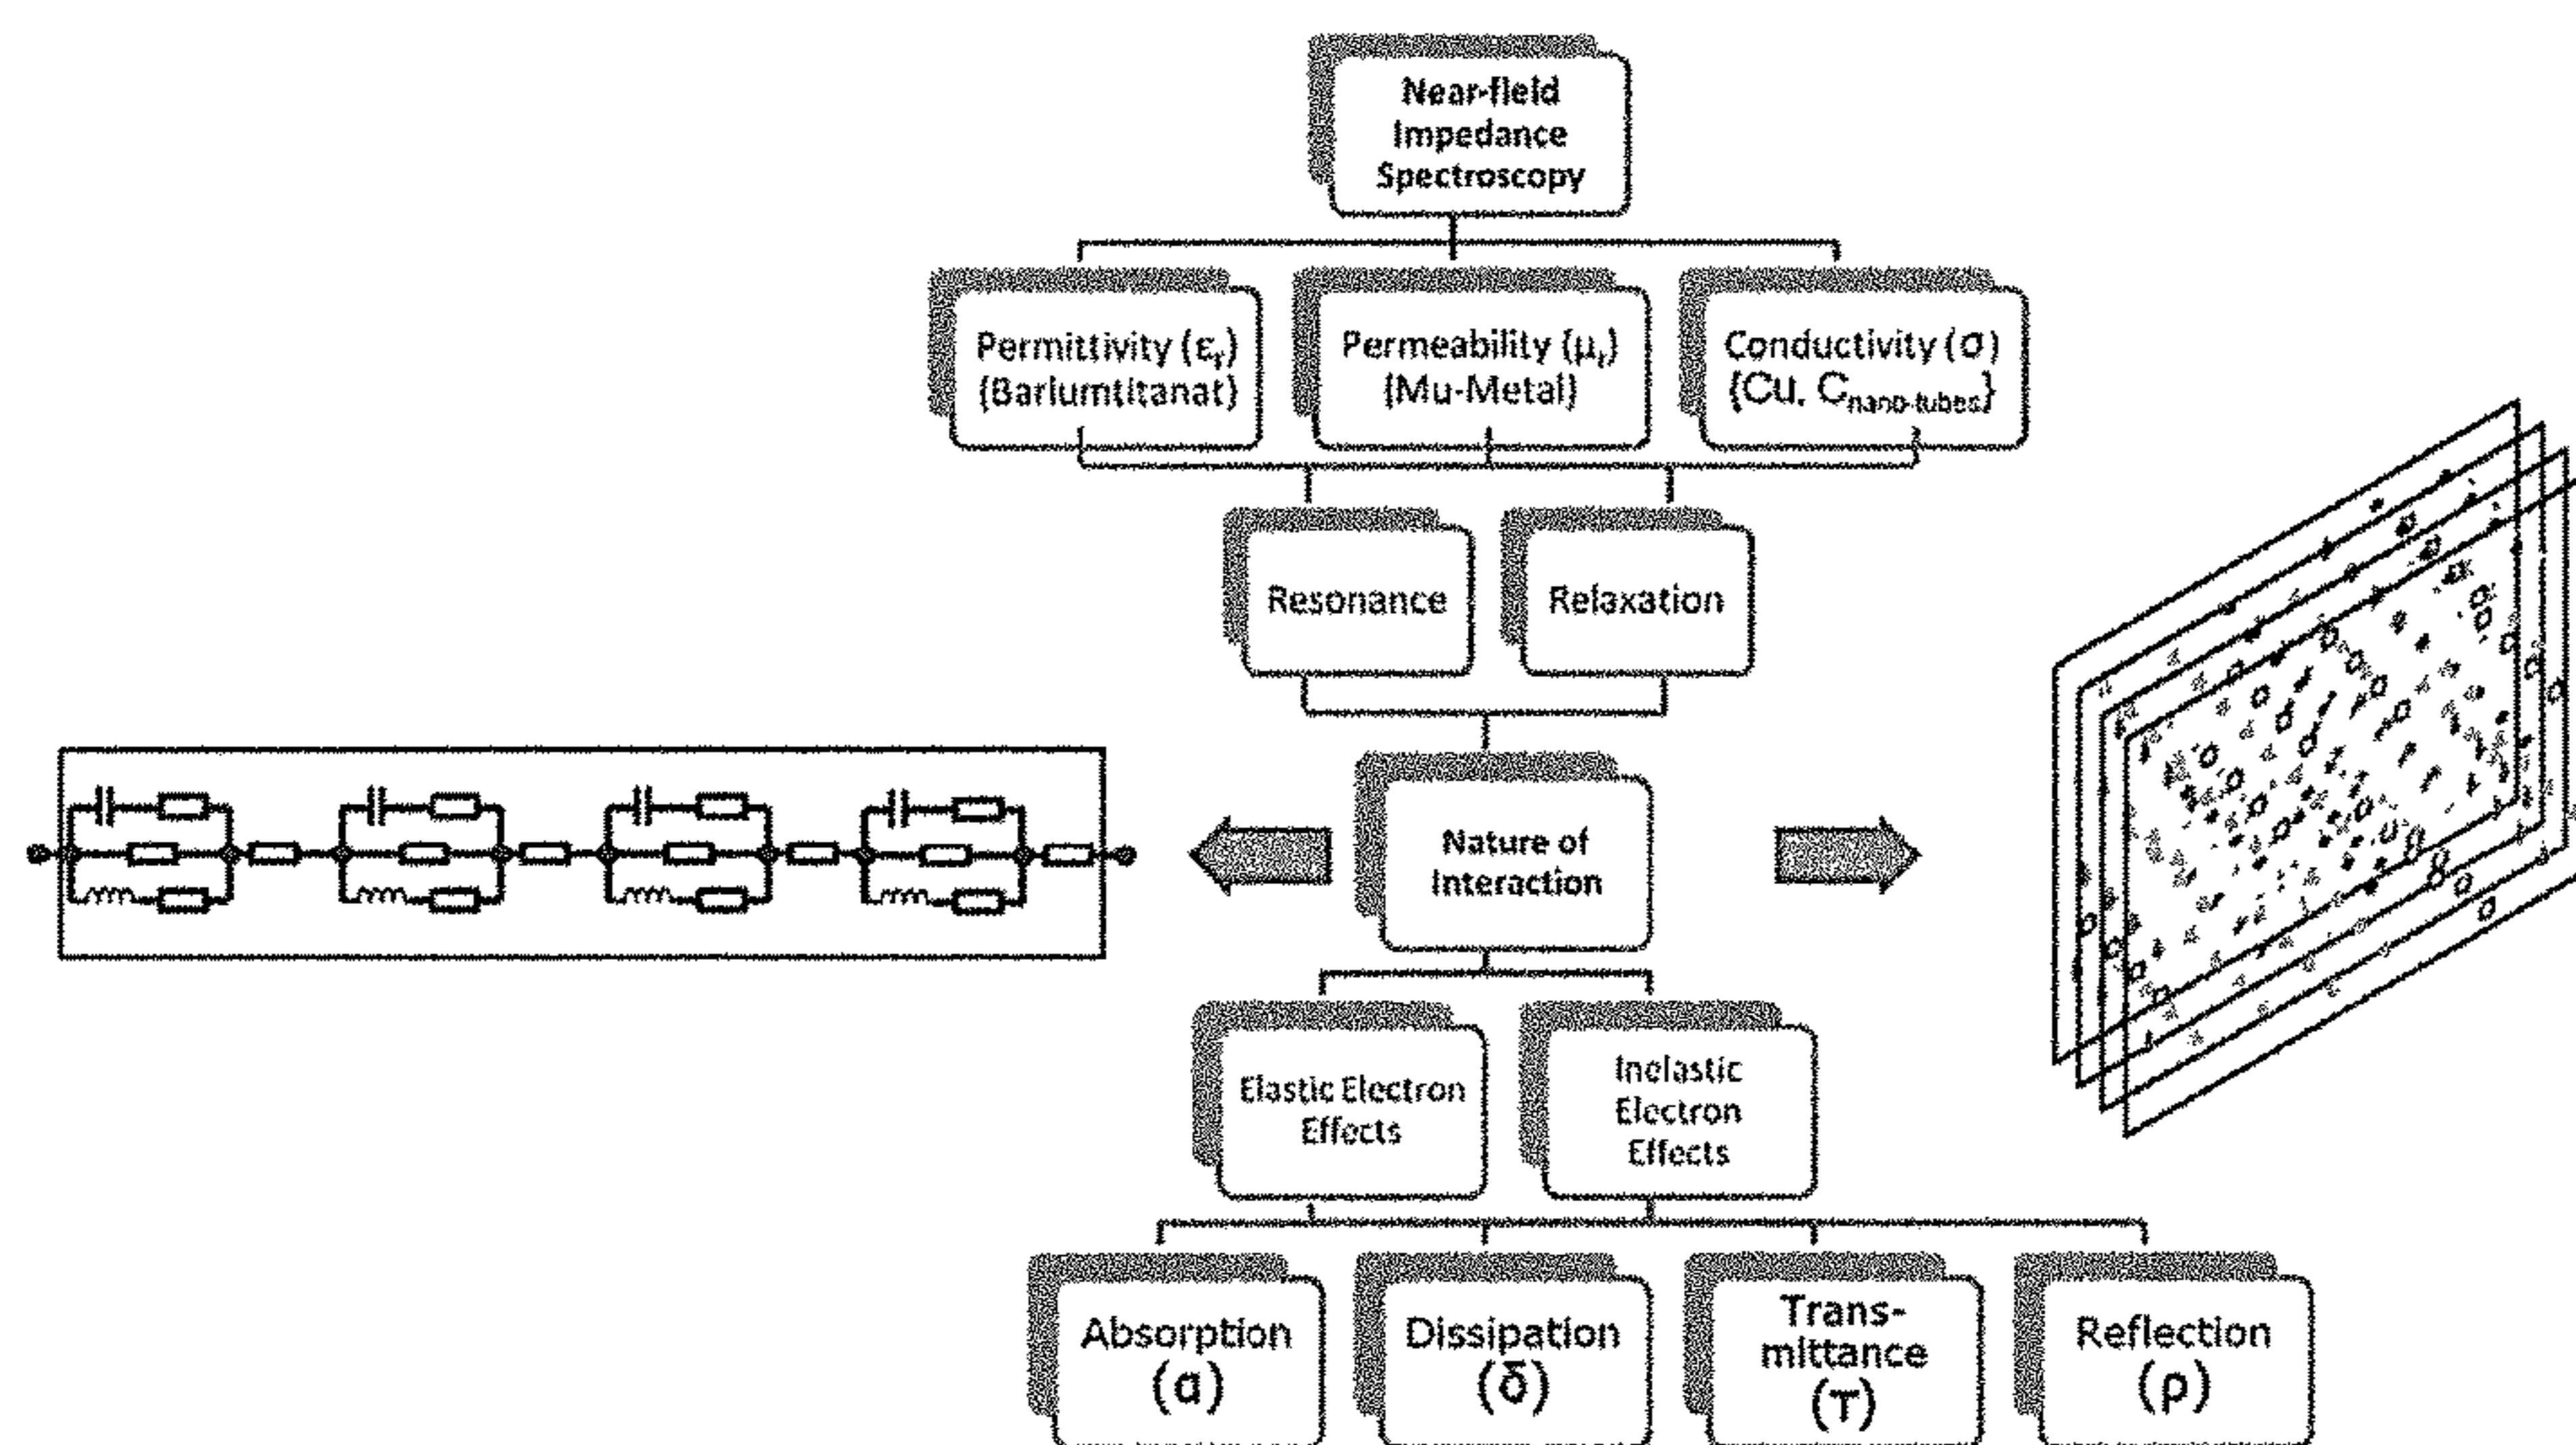 Near-field
Impedance
Spectroscopy
Permittivity (εr)
(Bariumtitanat)
Permeability (μr)
(Mu-Metal)
Conductivity (σ)
(Cu, Cnano-tubes)
Resonance
Relaxation
Nature of
Interaction
Elastic Electron
Effects
Inelastic
Electron
Effects
Absorption
(α)
Dissipation
(δ)
Trans-
mittance
(τ)
Reflection
(ρ)